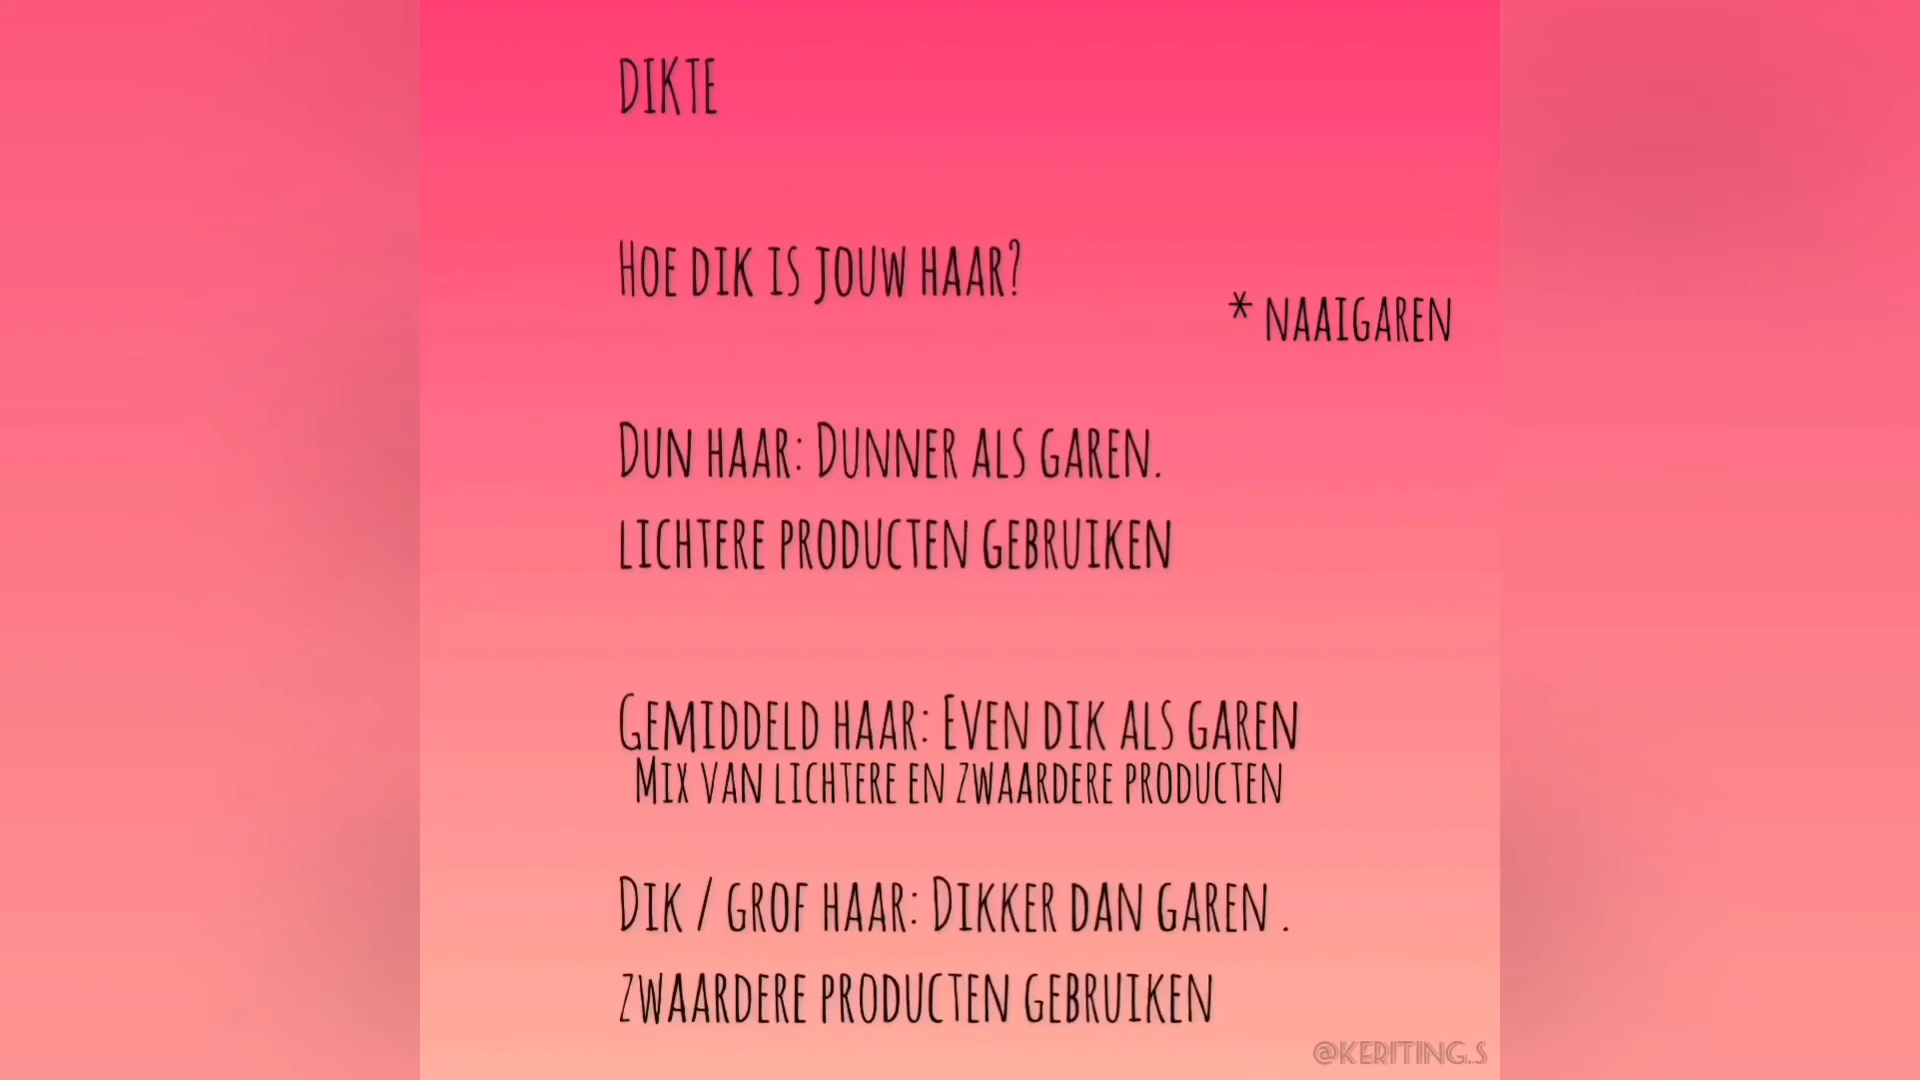 DIKTE
HOE DIK IS JOUW HAAR?
* NAAIGAREN
DUN HAAR: DUNNER ALS GAREN.
LICHTERE PRODUCTEN GEBRUIKEN
GEMIDDELD HAAR: EVEN DIK ALS GAREN
MIX VAN LICHTERE EN ZWAARDERE PRODUCTEN
DIK / GROF HAAR: DIKKER DAN GAREN .
ZWAARDERE PRODUCTEN GEBRUIKEN
@KERITING.S